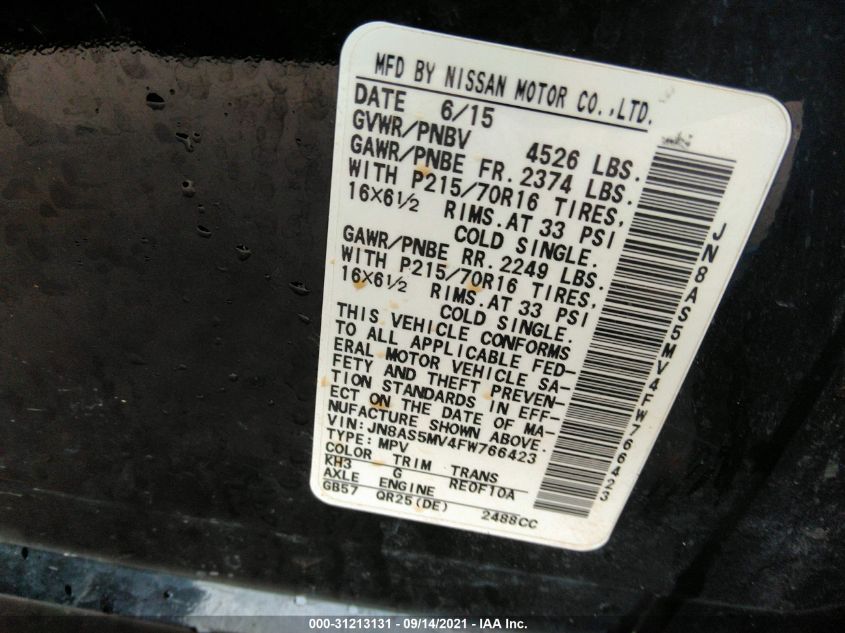 MFD BY NISSAN MOTOR CO.,LTD.
DATE 6/15
GVWR/PNBV 4526 LBS.
GAWR/PNBE FR. 2374 LBS.
WITH P215/70R16 TIRES,
16X6 1/2 RIMS. AT 33 PSI
COLD SINGLE.
GAWR/PNBE RR. 2249 LBS.
WITH P215/70R16 TIRES,
16X6 1/2 RIMS. AT 33 PSI
COLD SINGLE.
THIS VEHICLE CONFORMS
TO ALL APPLICABLE FED-
ERAL MOTOR VEHICLE SA-
FETY AND THEFT PREVEN-
TION STANDARDS IN EFF-
ECT ON THE DATE OF MA-
NUFACTURE SHOWN ABOVE.
VIN: JN8AS5MV4FW766423
TYPE: MPV
COLOR TRIM TRANS
KH3 G RE0F10A
AXLE ENGINE
GB57 QR25(DE) 2488CC
JN8AS5MV4FW766423
000-31213131 - 09/14/2021 - IAA Inc.